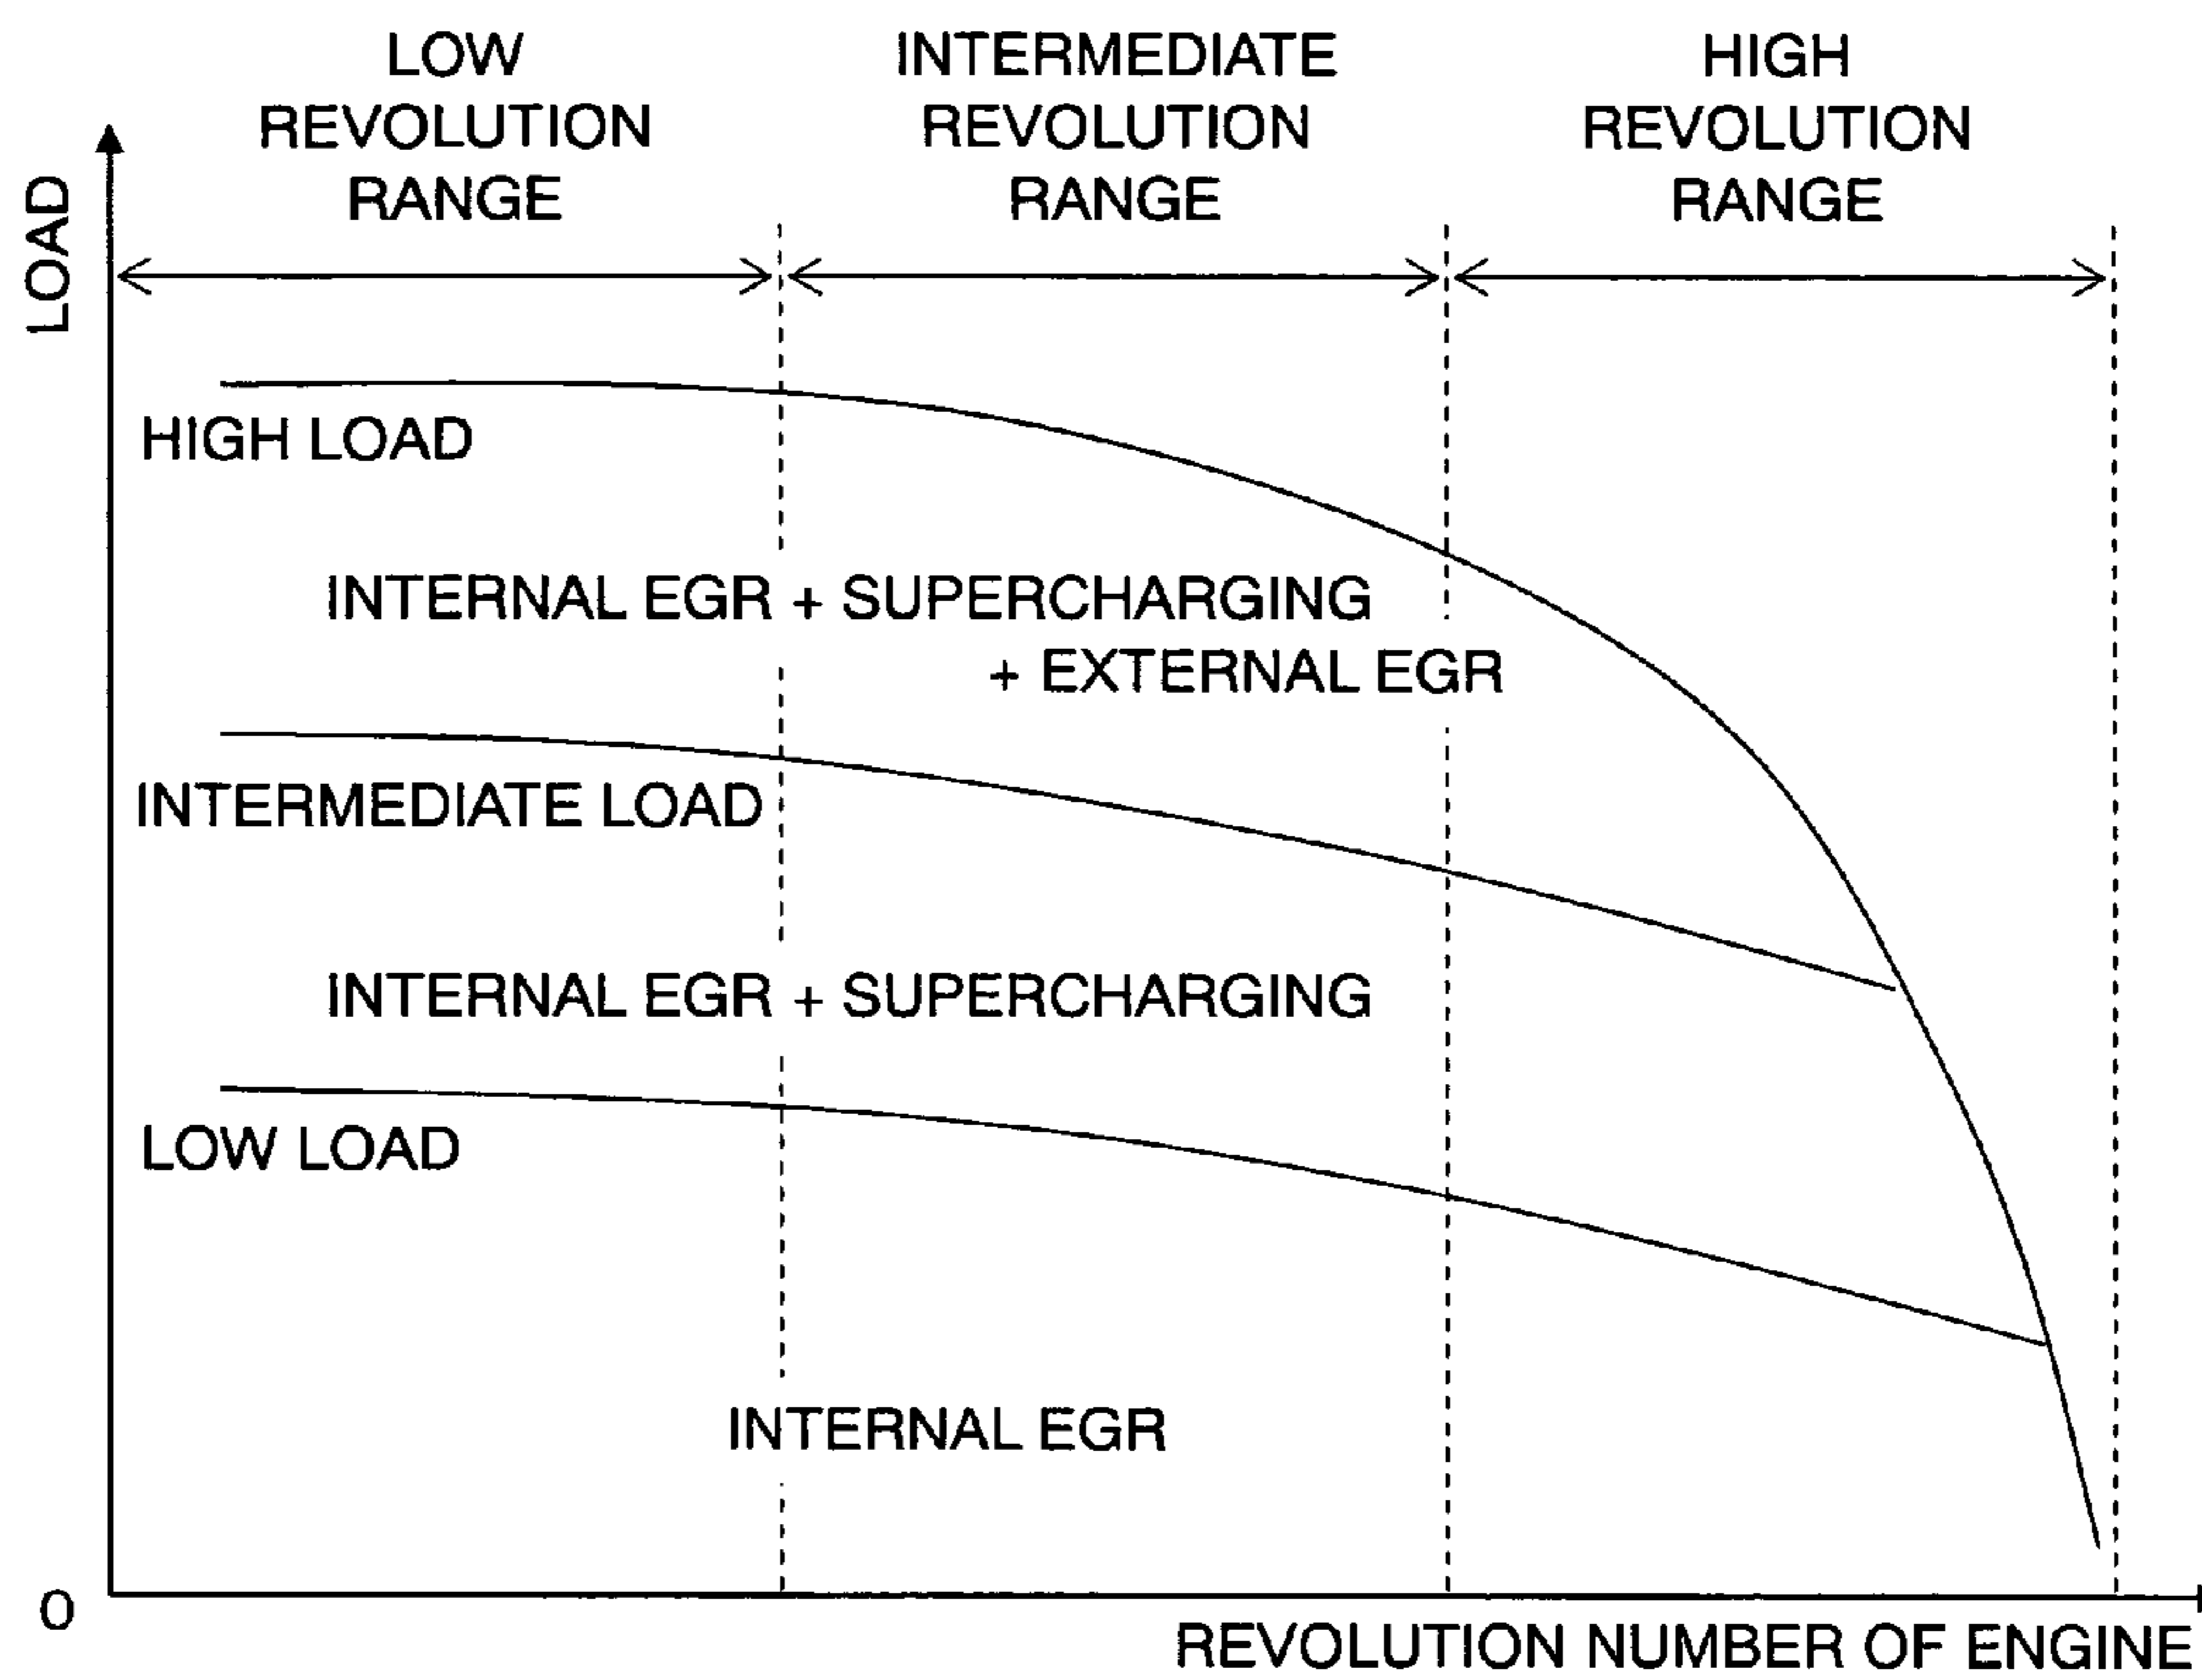 LOW
REVOLUTION
RANGE
INTERMEDIATE
REVOLUTION
RANGE
HIGH
REVOLUTION
RANGE
LOAD
HIGH LOAD
INTERNAL EGR + SUPERCHARGING
+ EXTERNAL EGR
INTERMEDIATE LOAD
INTERNAL EGR + SUPERCHARGING
LOW LOAD
INTERNAL EGR
0
REVOLUTION NUMBER OF ENGINE